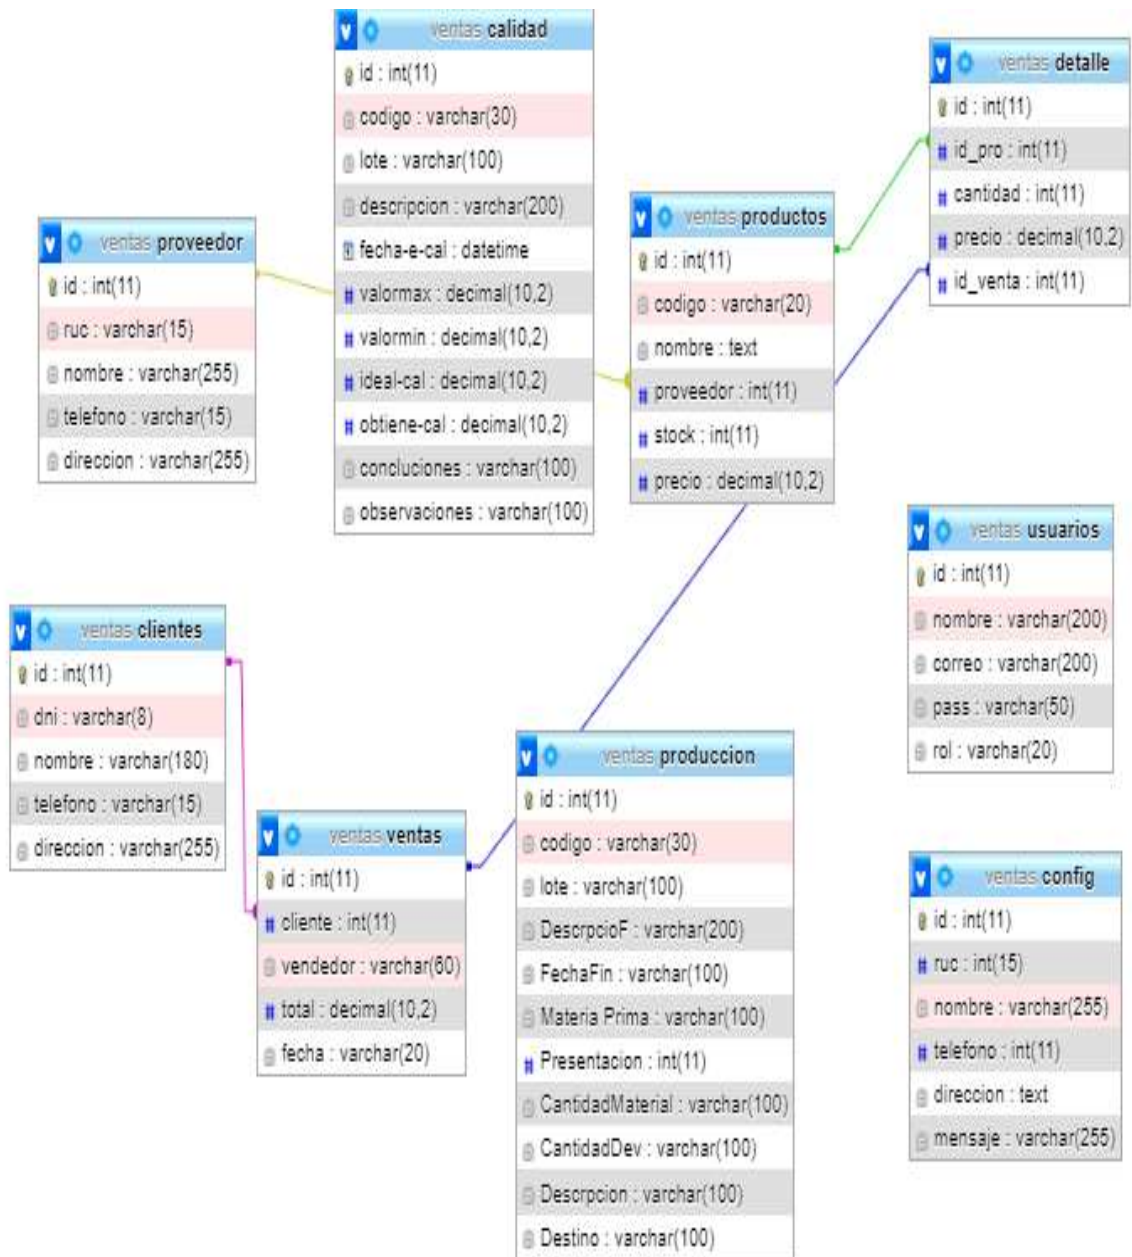 ventas calidad
id : int(11)
codigo : varchar(30)
lote : varchar(100)
descripcion : varchar(200)
fecha-e-cal : datetime
valormax : decimal(10,2)
valormin : decimal(10,2)
ideal-cal : decimal(10,2)
obtiene-cal : decimal(10,2)
concluciones : varchar(100)
observaciones : varchar(100)
ventas detalle
id : int(11)
id_pro : int(11)
cantidad : int(11)
precio : decimal(10,2)
id_venta : int(11)
ventas proveedor
id : int(11)
ruc : varchar(15)
nombre : varchar(255)
telefono : varchar(15)
direccion : varchar(255)
ventas productos
id : int(11)
codigo : varchar(20)
nombre : text
proveedor : int(11)
stock : int(11)
precio : decimal(10,2)
ventas usuarios
id : int(11)
nombre : varchar(200)
correo : varchar(200)
pass : varchar(50)
rol : varchar(20)
ventas clientes
id : int(11)
dni : varchar(8)
nombre : varchar(180)
telefono : varchar(15)
direccion : varchar(255)
ventas ventas
id : int(11)
cliente : int(11)
vendedor : varchar(60)
total : decimal(10,2)
fecha : varchar(20)
ventas produccion
id : int(11)
codigo : varchar(30)
lote : varchar(100)
DescrpcioF : varchar(200)
FechaFin : varchar(100)
Materia Prima : varchar(100)
Presentacion : int(11)
CantidadMaterial : varchar(100)
CantidadDev : varchar(100)
Descrpcion : varchar(100)
Destino : varchar(100)
ventas config
id : int(11)
ruc : int(15)
nombre : varchar(255)
telefono : int(11)
direccion : text
mensaje : varchar(255)